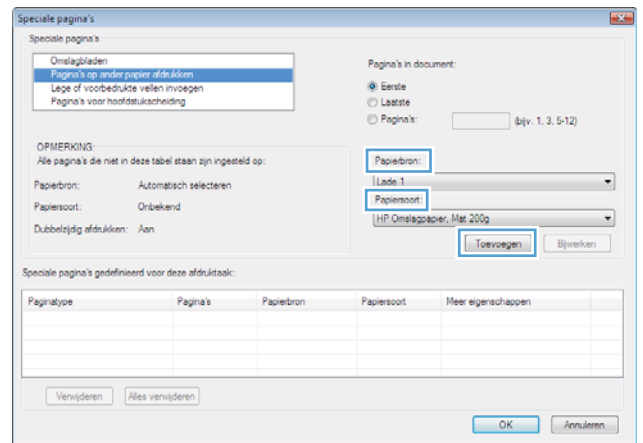 Speciale pagina's
Speciale pagina's
Omslagbladen
Pagina's op ander papier afdrukken
Lege of voorbedrukte vellen invoegen
Pagina's voor hoofdstukscheiding
Pagina's in document:
Eerste
Laatste
Pagina's: (bijv. 1, 3, 5-12)
OPMERKING:
Alle pagina's die niet in deze tabel staan zijn ingesteld op:
Papierbron: Automatisch selecteren
Papiersoort: Onbekend
Dubbelzijdig afdrukken: Aan
Papierbron:
Lade 1
Papiersoort:
HP Omslagpapier, Mat 200g
Toevoegen Bijwerken
Speciale pagina's gedefinieerd voor deze afdruktaak:
Paginatype Pagina's Papierbron Papiersoort Meer eigenschappen
Verwijderen Alles verwijderen
OK Annuleren